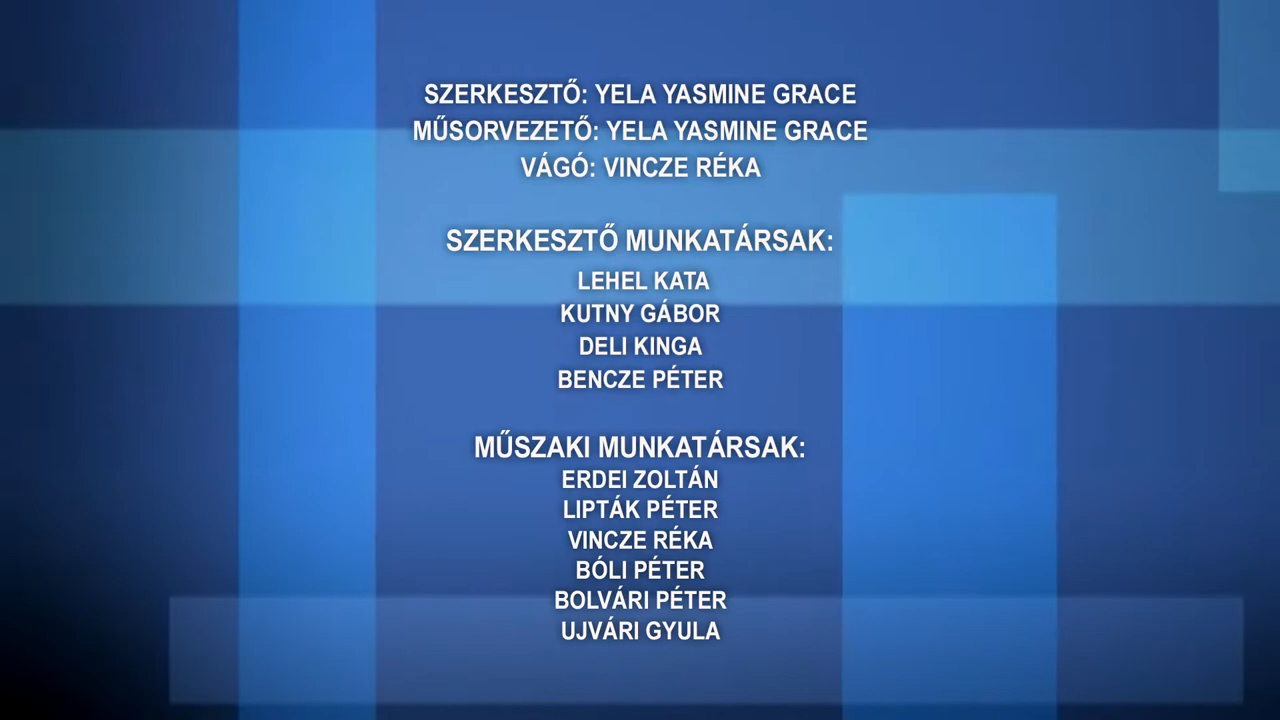 SZERKESZTŐ: YELA YASMINE GRACE
MŰSORVEZETŐ: YELA YASMINE GRACE
VÁGÓ: VINCZE RÉKA
SZERKESZTŐ MUNKATÁRSAK:
LEHEL KATA
KUTNY GÁBOR
DELI KINGA
BENCZE PÉTER
MŰSZAKI MUNKATÁRSAK:
ERDEI ZOLTÁN
LIPTÁK PÉTER
VINCZE RÉKA
BÓLI PÉTER
BOLVÁRI PÉTER
UJVÁRI GYULA